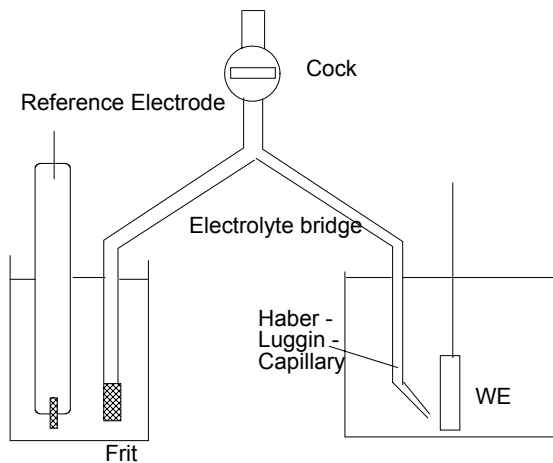 Cock
Reference Electrode
Electrolyte bridge
Haber -
Luggin -
Capillary
WE
Frit